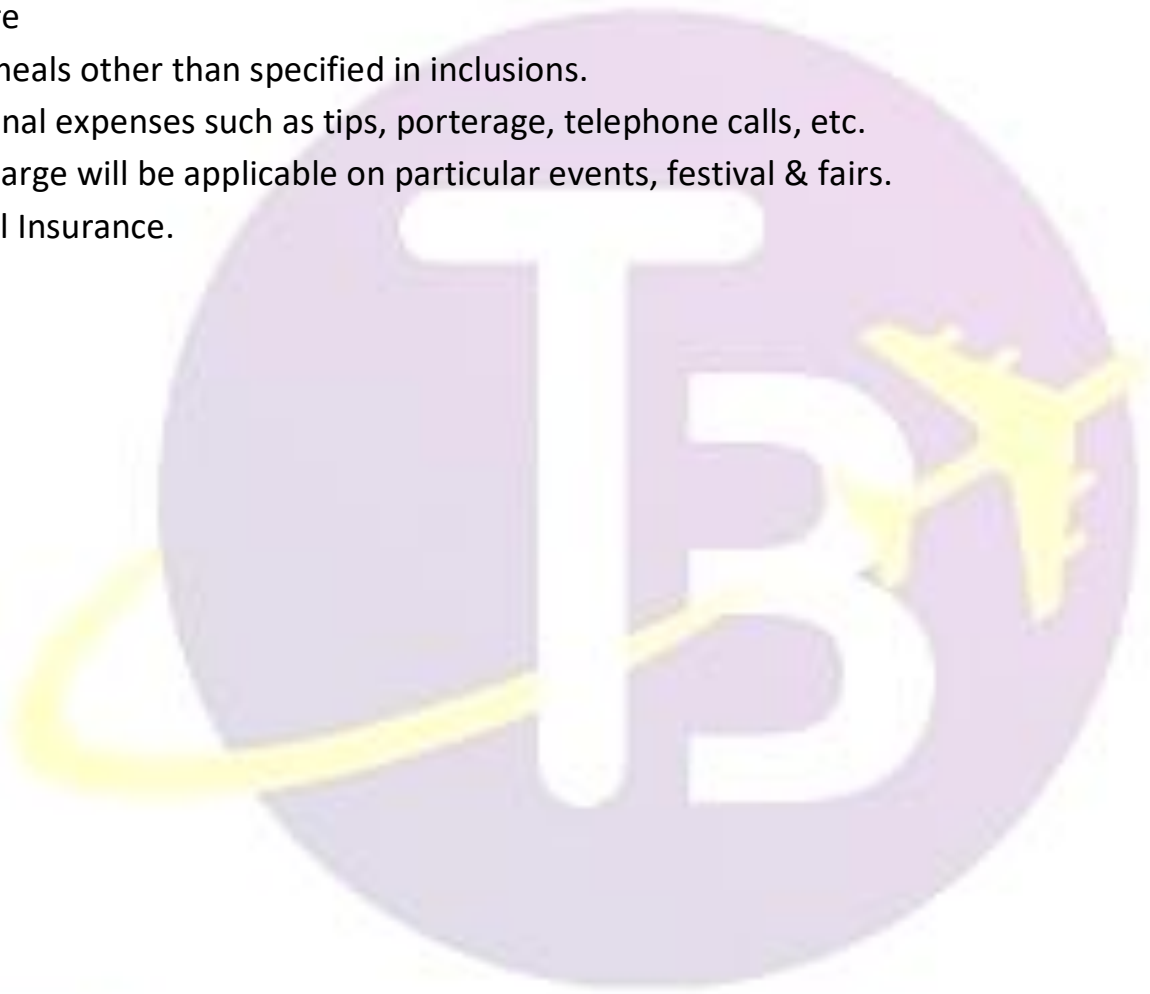 re
neals other than specified in inclusions.
nal expenses such as tips, porterage, telephone calls, etc.
arge will be applicable on particular events, festival & fairs.
l Insurance.
TB